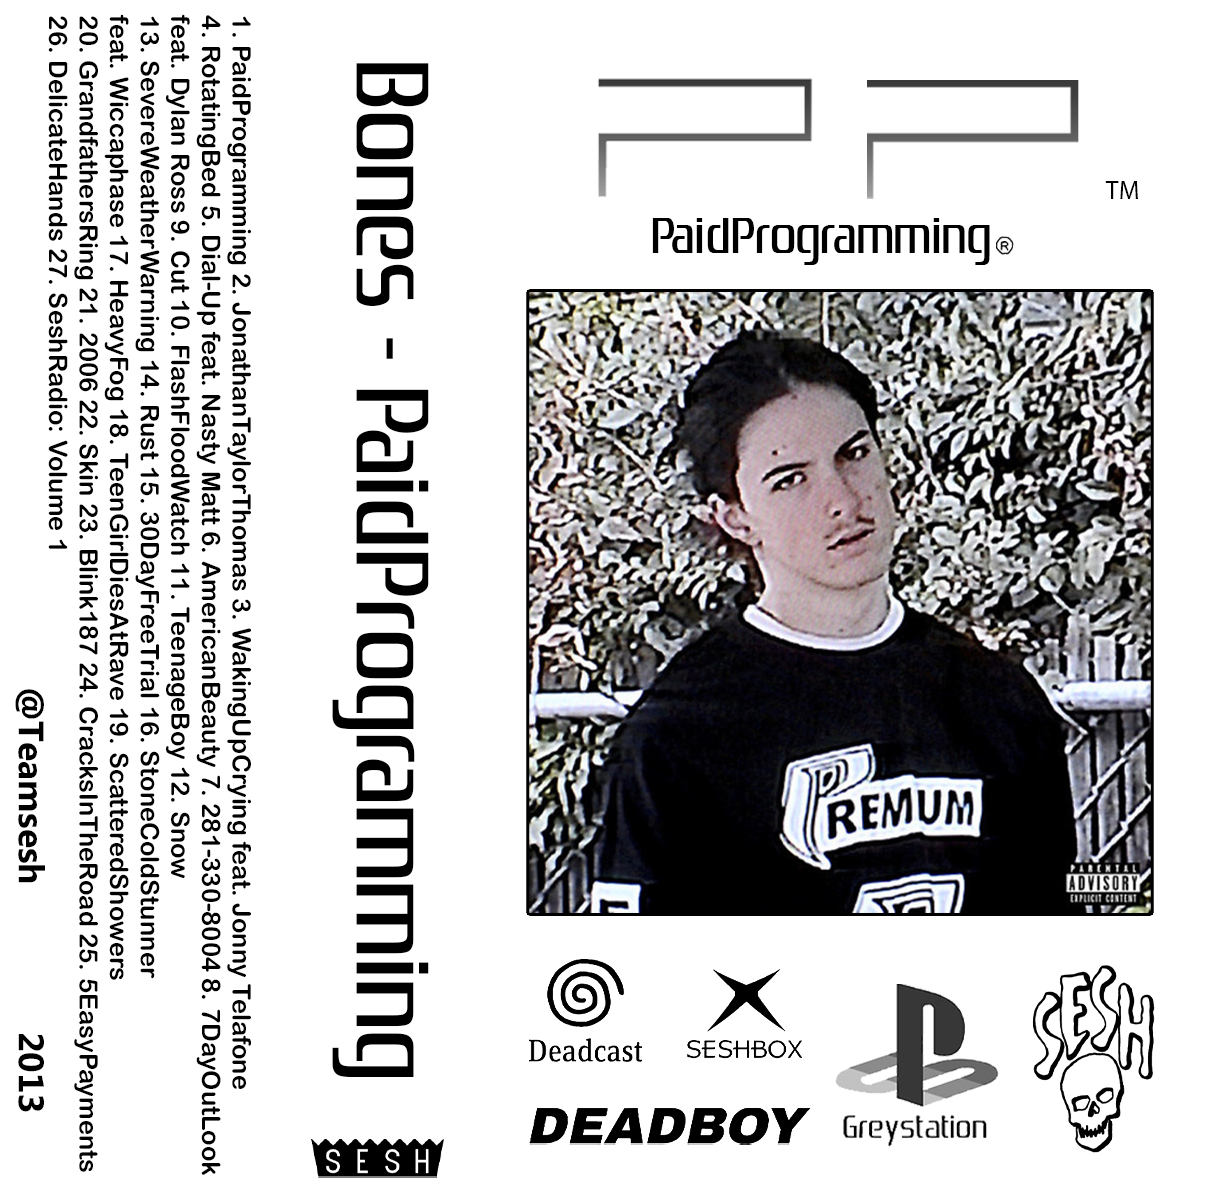 1. PaidProgramming 2. JonathanTaylorThomas 3. WakingUpCrying feat. Jonny Telafone
4. RotatingBed 5. Dial-Up feat. Nasty Matt 6. AmericanBeauty 7. 281-330-8004 8. 7DayOutLook
feat. Dylan Ross 9. Cut 10. FlashFloodWatch 11. TeenageBoy 12. Snow
13. SevereWeatherWarning 14. Rust 15. 30DayFreeTrial 16. StoneColdStunner
feat. Wiccaphase 17. HeavyFog 18. TeenGirlDiesAtRave 19. ScatteredShowers
20. GrandfathersRing 21. 2006 22. Skin 23. Blink187 24. CracksInTheRoad 25. 5EasyPayments
26. DelicateHands 27. SeshRadio: Volume 1
@Teamsesh 2013
Bones - PaidProgramming
SESH
PP TM
PaidProgramming®
PREMUM
PARENTAL
ADVISORY
EXPLICIT CONTENT
Deadcast
SESHBOX
Greystation
SESH
DEADBOY